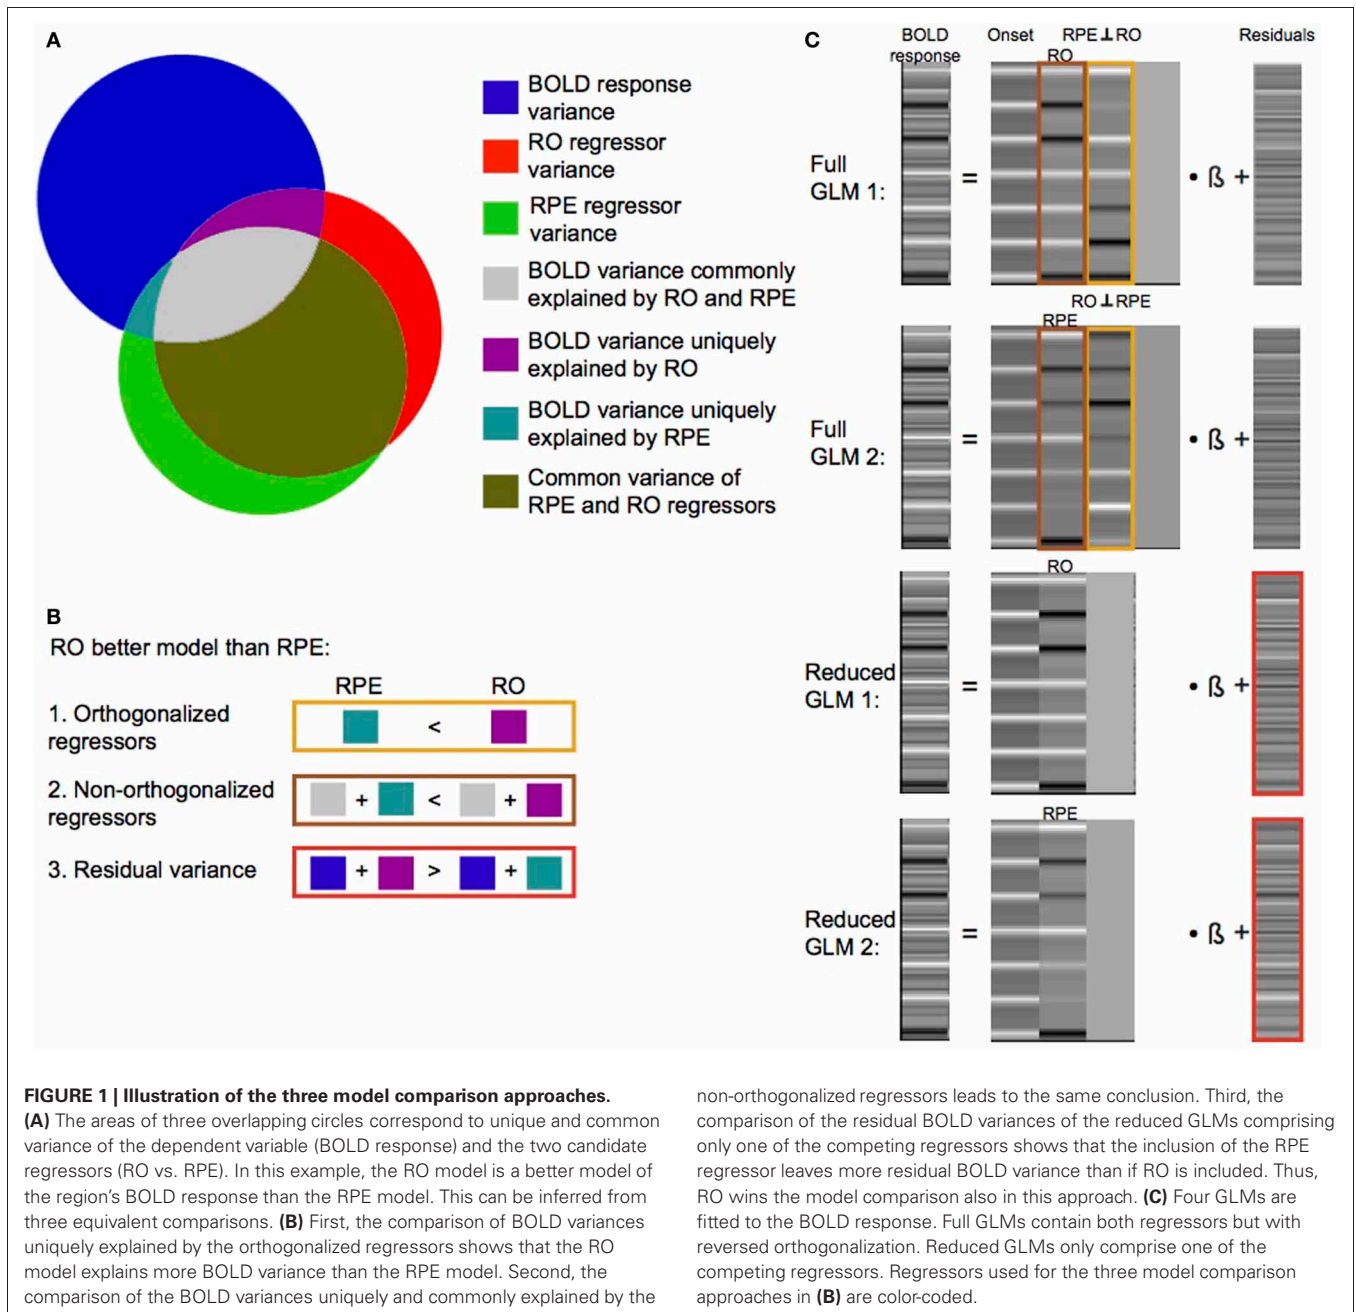 A
BOLD response
variance
RO regressor
variance
RPE regressor
variance
BOLD variance commonly
explained by RO and RPE
BOLD variance uniquely
explained by RO
BOLD variance uniquely
explained by RPE
Common variance of
RPE and RO regressors
B
RO better model than RPE:
RPE RO
1. Orthogonalized
regressors
<
2. Non-orthogonalized
regressors
+ < +
3. Residual variance
+ > +
C
BOLD
response
Onset
RPE⊥RO
RO
Residuals
Full
GLM 1:
= • ß +
RO⊥RPE
RPE
Full
GLM 2:
= • ß +
RO
Reduced
GLM 1:
= • ß +
RPE
Reduced
GLM 2:
= • ß +
FIGURE 1 | Illustration of the three model comparison approaches.
(A) The areas of three overlapping circles correspond to unique and common
variance of the dependent variable (BOLD response) and the two candidate
regressors (RO vs. RPE). In this example, the RO model is a better model of
the region's BOLD response than the RPE model. This can be inferred from
three equivalent comparisons. (B) First, the comparison of BOLD variances
uniquely explained by the orthogonalized regressors shows that the RO
model explains more BOLD variance than the RPE model. Second, the
comparison of the BOLD variances uniquely and commonly explained by the
non-orthogonalized regressors leads to the same conclusion. Third, the
comparison of the residual BOLD variances of the reduced GLMs comprising
only one of the competing regressors shows that the inclusion of the RPE
regressor leaves more residual BOLD variance than if RO is included. Thus,
RO wins the model comparison also in this approach. (C) Four GLMs are
fitted to the BOLD response. Full GLMs contain both regressors but with
reversed orthogonalization. Reduced GLMs only comprise one of the
competing regressors. Regressors used for the three model comparison
approaches in (B) are color-coded.